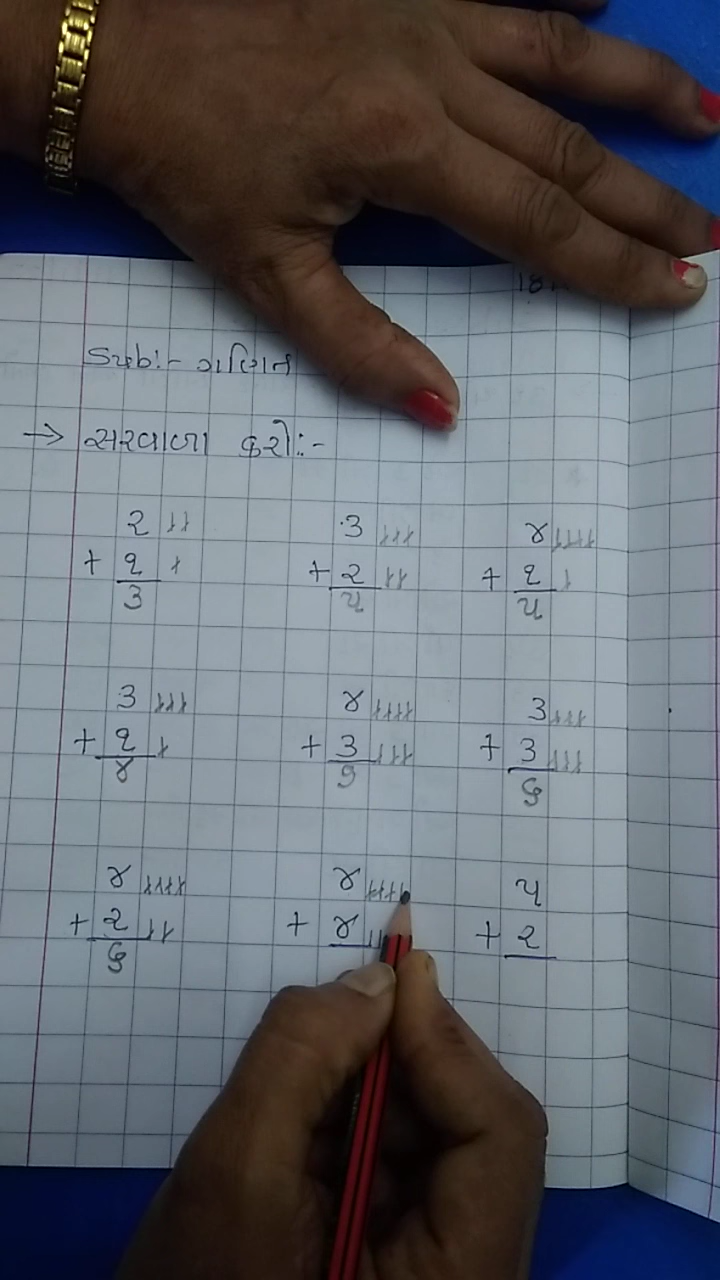 Sub:- ગણિત
→ સરવાળા કરો:-
૨ ૩ ૪
+ ૧ + ૨ + ૧
૩ ૫ ૫
૩ ૪ ૩
+ ૧ + ૩ + ૩
૪ ૭ ૬
૪ ૪ ૫
+ ૨ + ૪ + ૨
૬